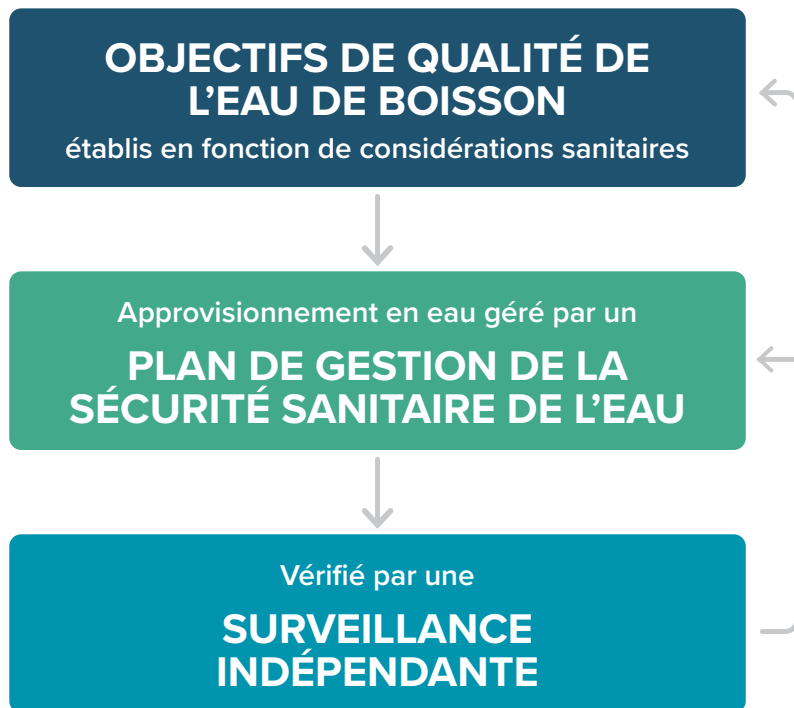 OBJECTIFS DE QUALITÉ DE
L’EAU DE BOISSON
établis en fonction de considérations sanitaires
Approvisionnement en eau géré par un
PLAN DE GESTION DE LA
SÉCURITÉ SANITAIRE DE L’EAU
Vérifié par une
SURVEILLANCE
INDÉPENDANTE